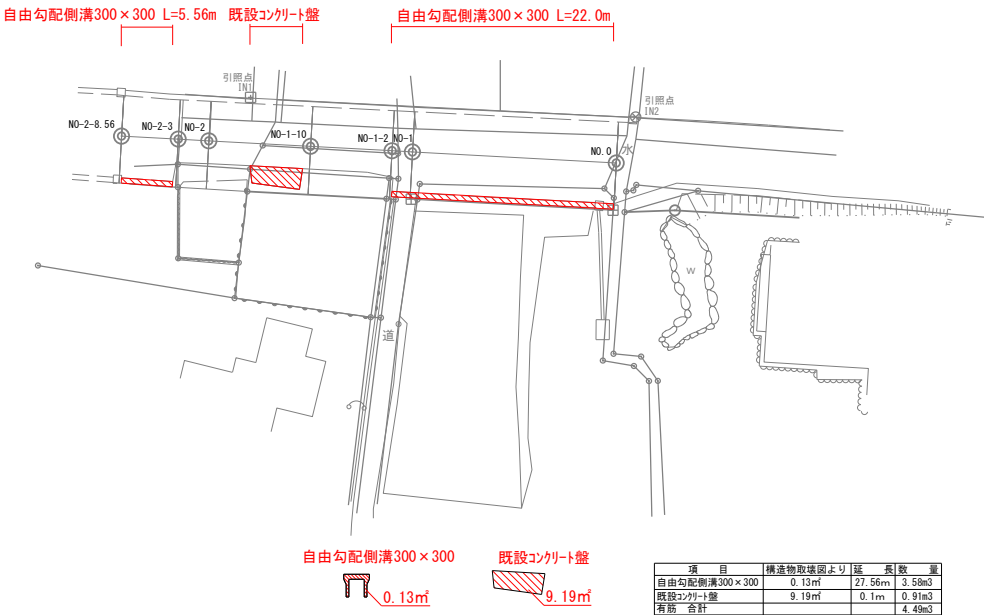 自由勾配側溝300×300 L=5.56m 既設コンクリート盤 自由勾配側溝300×300 L=22.0m
引照点
IN1
引照点
IN2
NO-2-8.56 NO-2-3 NO-2 NO-1-10 NO-1-2 NO-1 NO.0
水
W
道
自由勾配側溝300×300 既設コンクリート盤
0.13㎡ 9.19㎡
項 目 構造物取壊図より 延 長 数 量
自由勾配側溝300×300 0.13㎡ 27.56m 3.58m3
既設コンクリート盤 9.19㎡ 0.1m 0.91m3
有筋 合計 4.49m3